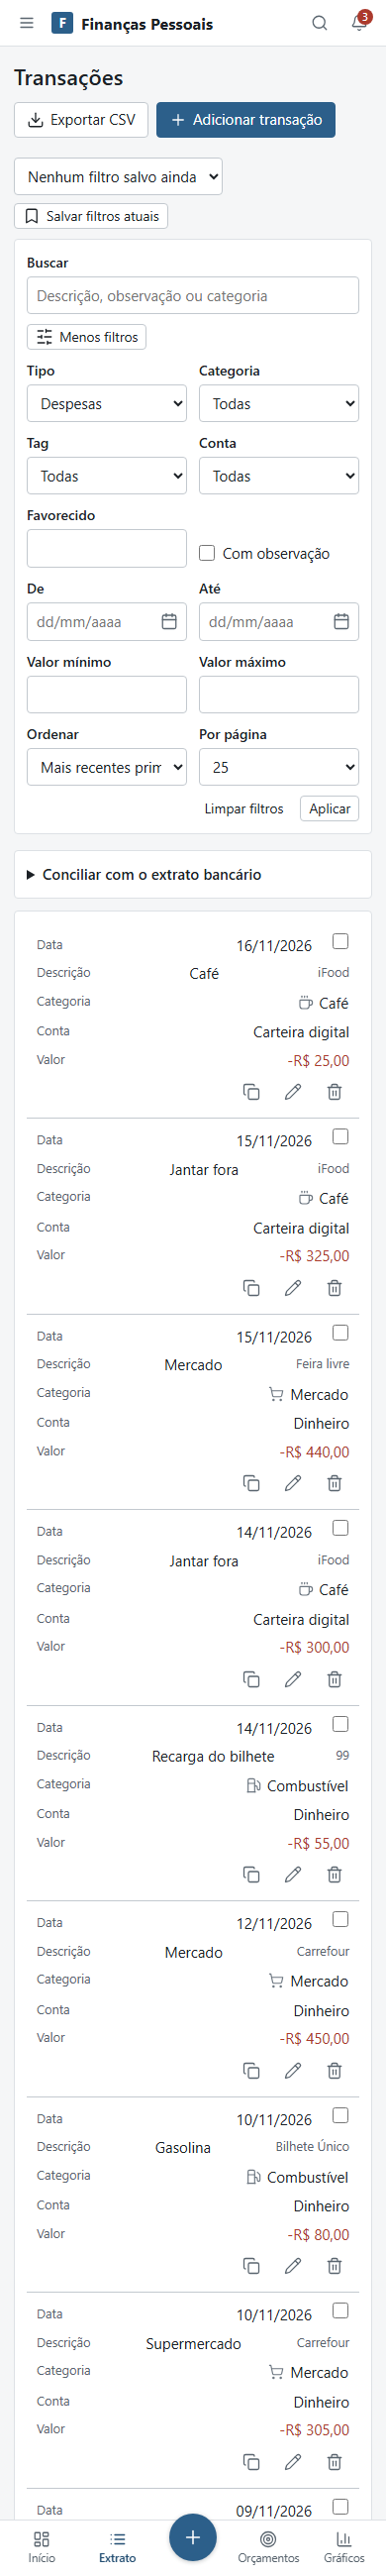 F Finanças Pessoais 3
Transações
Exportar CSV
Adicionar transação
Nenhum filtro salvo ainda
Salvar filtros atuais
Buscar
Descrição, observação ou categoria
Menos filtros
Tipo Categoria
Despesas Todas
Tag Conta
Todas Todas
Favorecido
Com observação
De Até
dd/mm/aaaa dd/mm/aaaa
Valor mínimo Valor máximo
Ordenar Por página
Mais recentes prim 25
Limpar filtros Aplicar
Conciliar com o extrato bancário
Data 16/11/2026
Descrição Café iFood
Categoria Café
Conta Carteira digital
Valor -R$ 25,00
Data 15/11/2026
Descrição Jantar fora iFood
Categoria Café
Conta Carteira digital
Valor -R$ 325,00
Data 15/11/2026
Descrição Mercado Feira livre
Categoria Mercado
Conta Dinheiro
Valor -R$ 440,00
Data 14/11/2026
Descrição Jantar fora iFood
Categoria Café
Conta Carteira digital
Valor -R$ 300,00
Data 14/11/2026
Descrição Recarga do bilhete 99
Categoria Combustível
Conta Dinheiro
Valor -R$ 55,00
Data 12/11/2026
Descrição Mercado Carrefour
Categoria Mercado
Conta Dinheiro
Valor -R$ 450,00
Data 10/11/2026
Descrição Gasolina Bilhete Único
Categoria Combustível
Conta Dinheiro
Valor -R$ 80,00
Data 10/11/2026
Descrição Supermercado Carrefour
Categoria Mercado
Conta Dinheiro
Valor -R$ 305,00
Data 09/11/2026
Início Extrato Orçamentos Gráficos